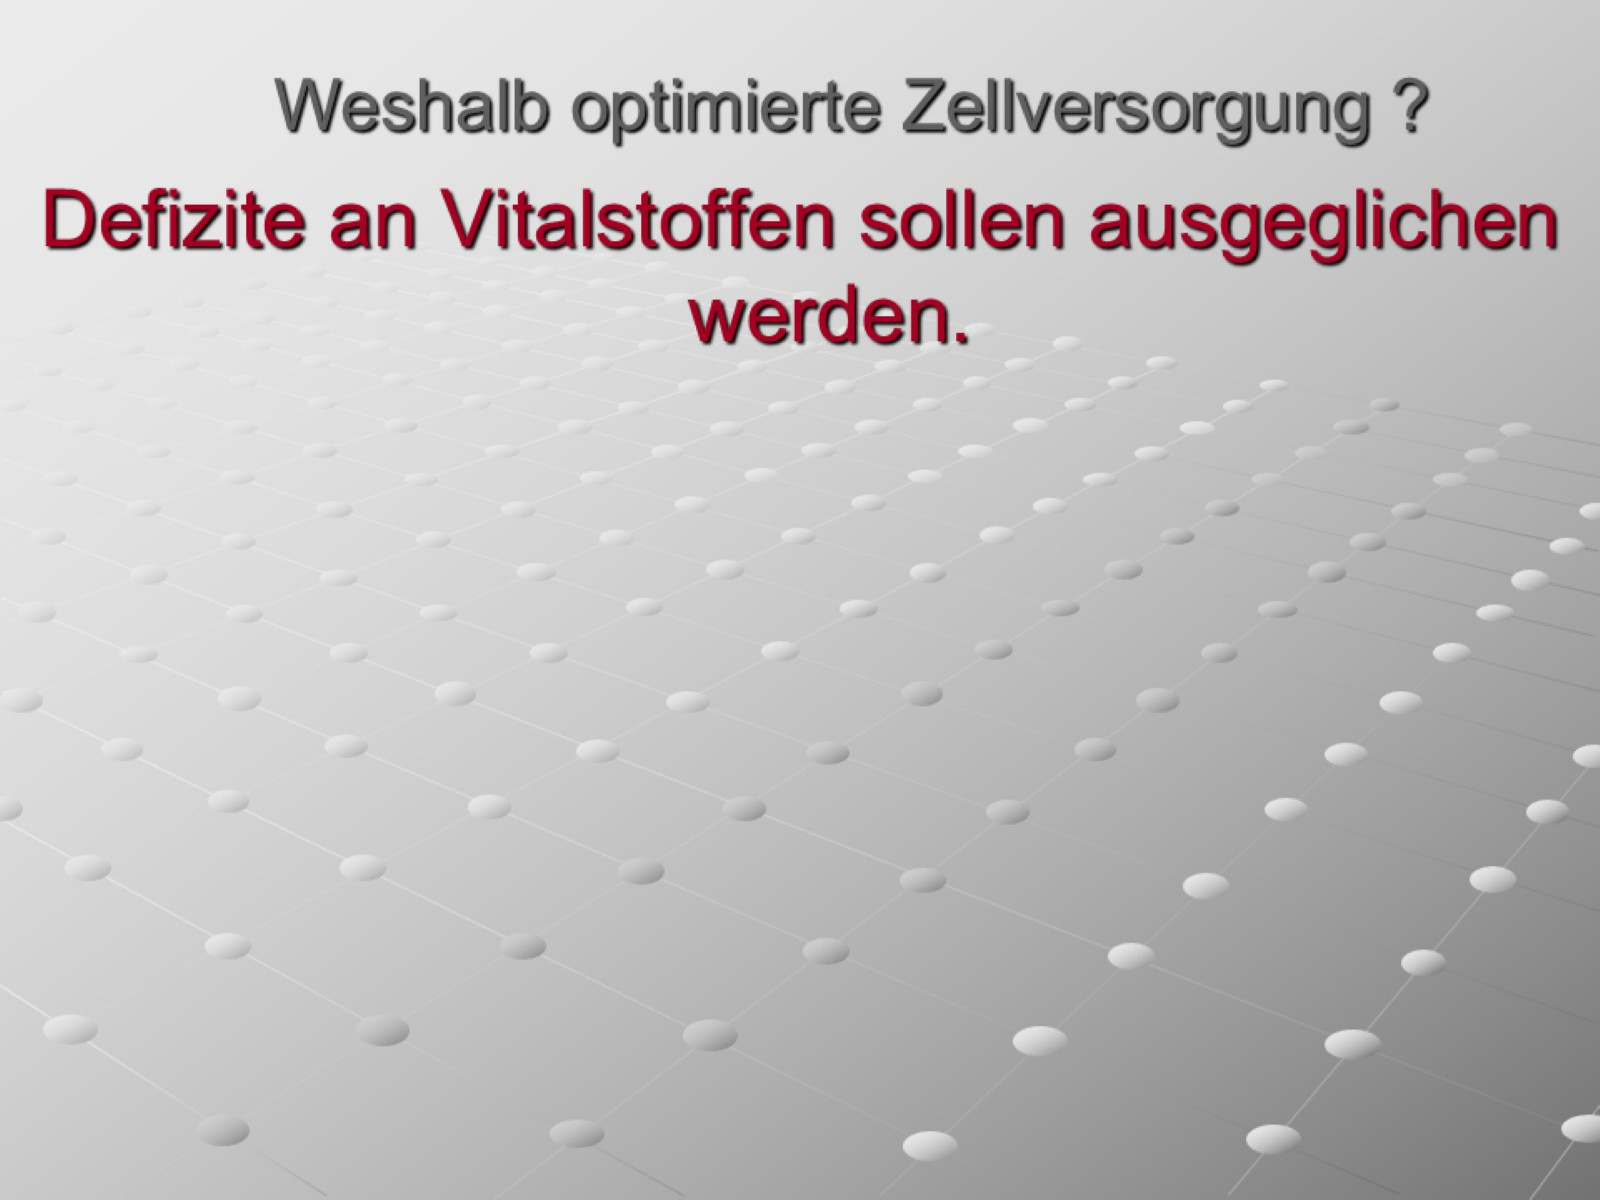 Weshalb optimierte Zellversorgung ?
Defizite an Vitalstoffen sollen ausgeglichen
werden.